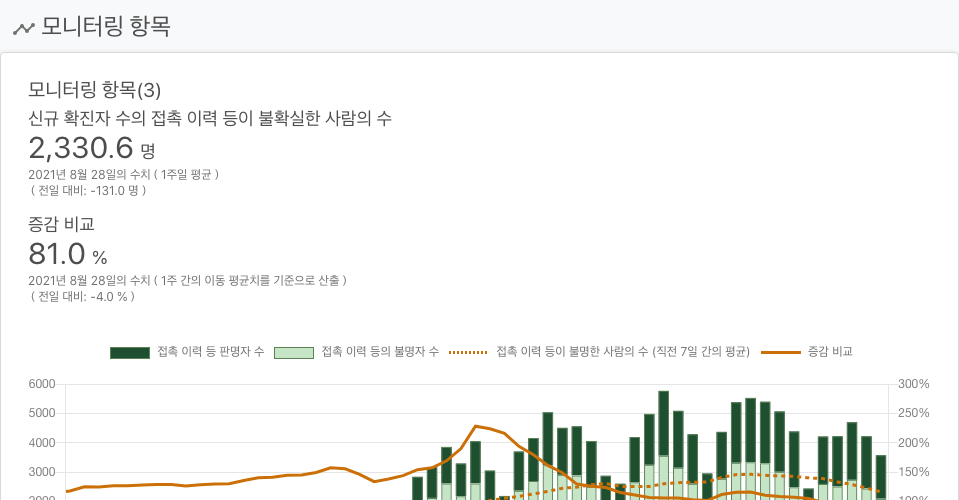 모니터링 항목
모니터링 항목(3)
신규 확진자 수의 접촉 이력 등이 불확실한 사람의 수
2,330.6 명
2021년 8월 28일의 수치 ( 1주일 평균 )
( 전일 대비: -131.0 명 )
증감 비교
81.0 %
2021년 8월 28일의 수치 ( 1주 간의 이동 평균치를 기준으로 산출 )
( 전일 대비: -4.0 % )
접촉 이력 등 판명자 수 접촉 이력 등의 불명자 수 접촉 이력 등이 불명한 사람의 수 (직전 7일 간의 평균) 증감 비교
6000 300%
5000 250%
4000 200%
3000 150%
2000 100%